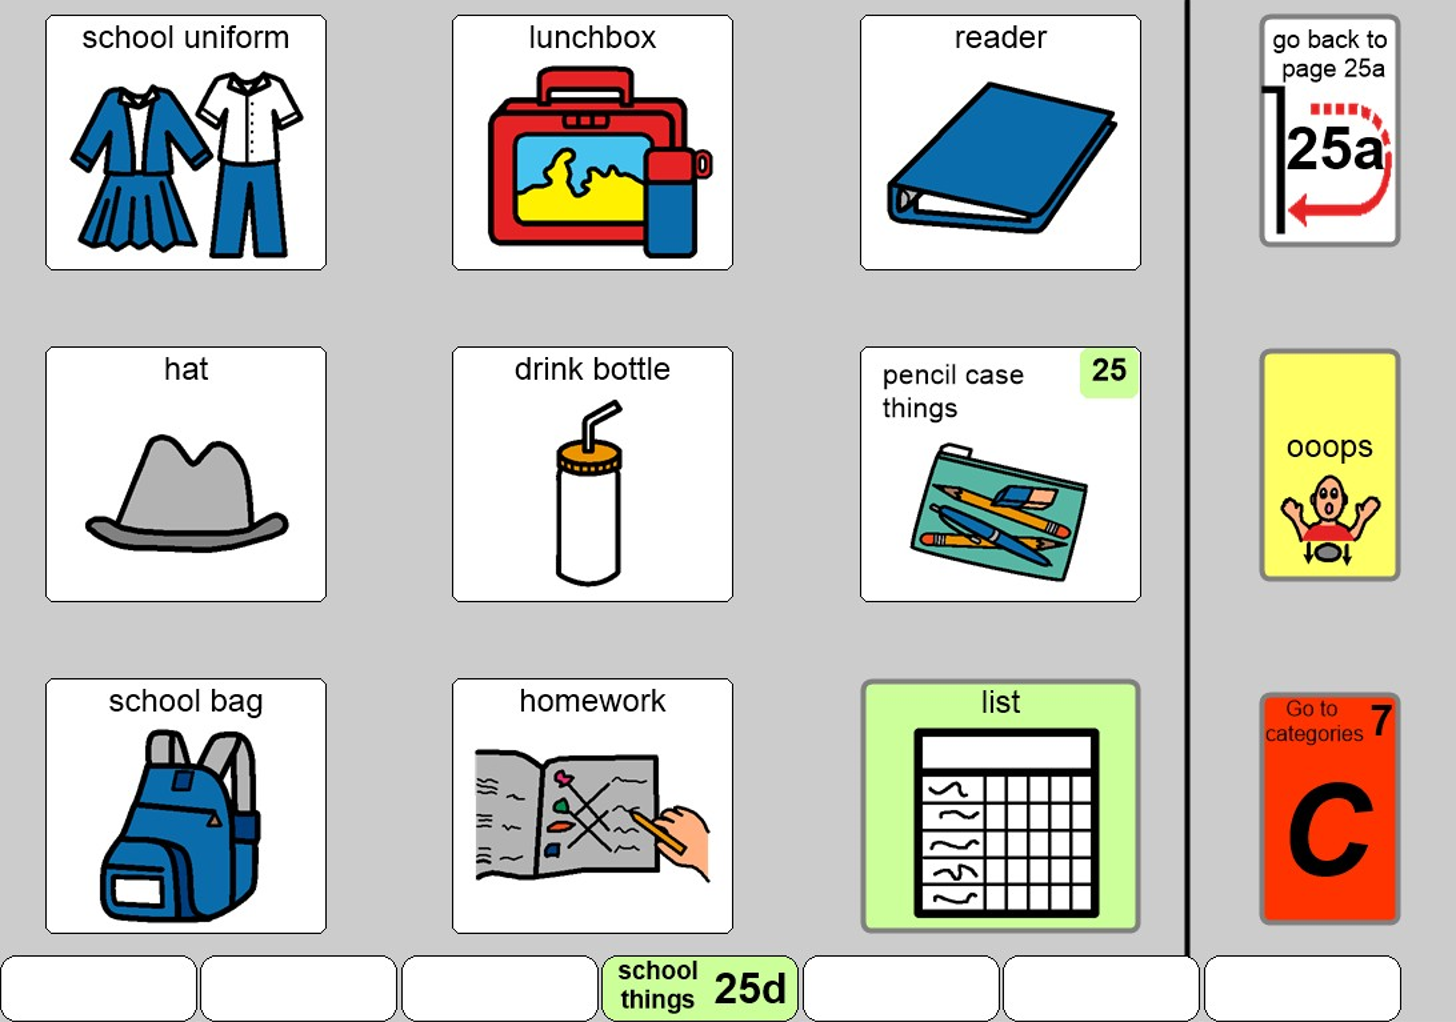 school uniform
lunchbox
reader
go back to
page 25a
25a
hat
drink bottle
pencil case
things
25
ooops
school bag
homework
list
Go to
categories 7
C
school
things 25d